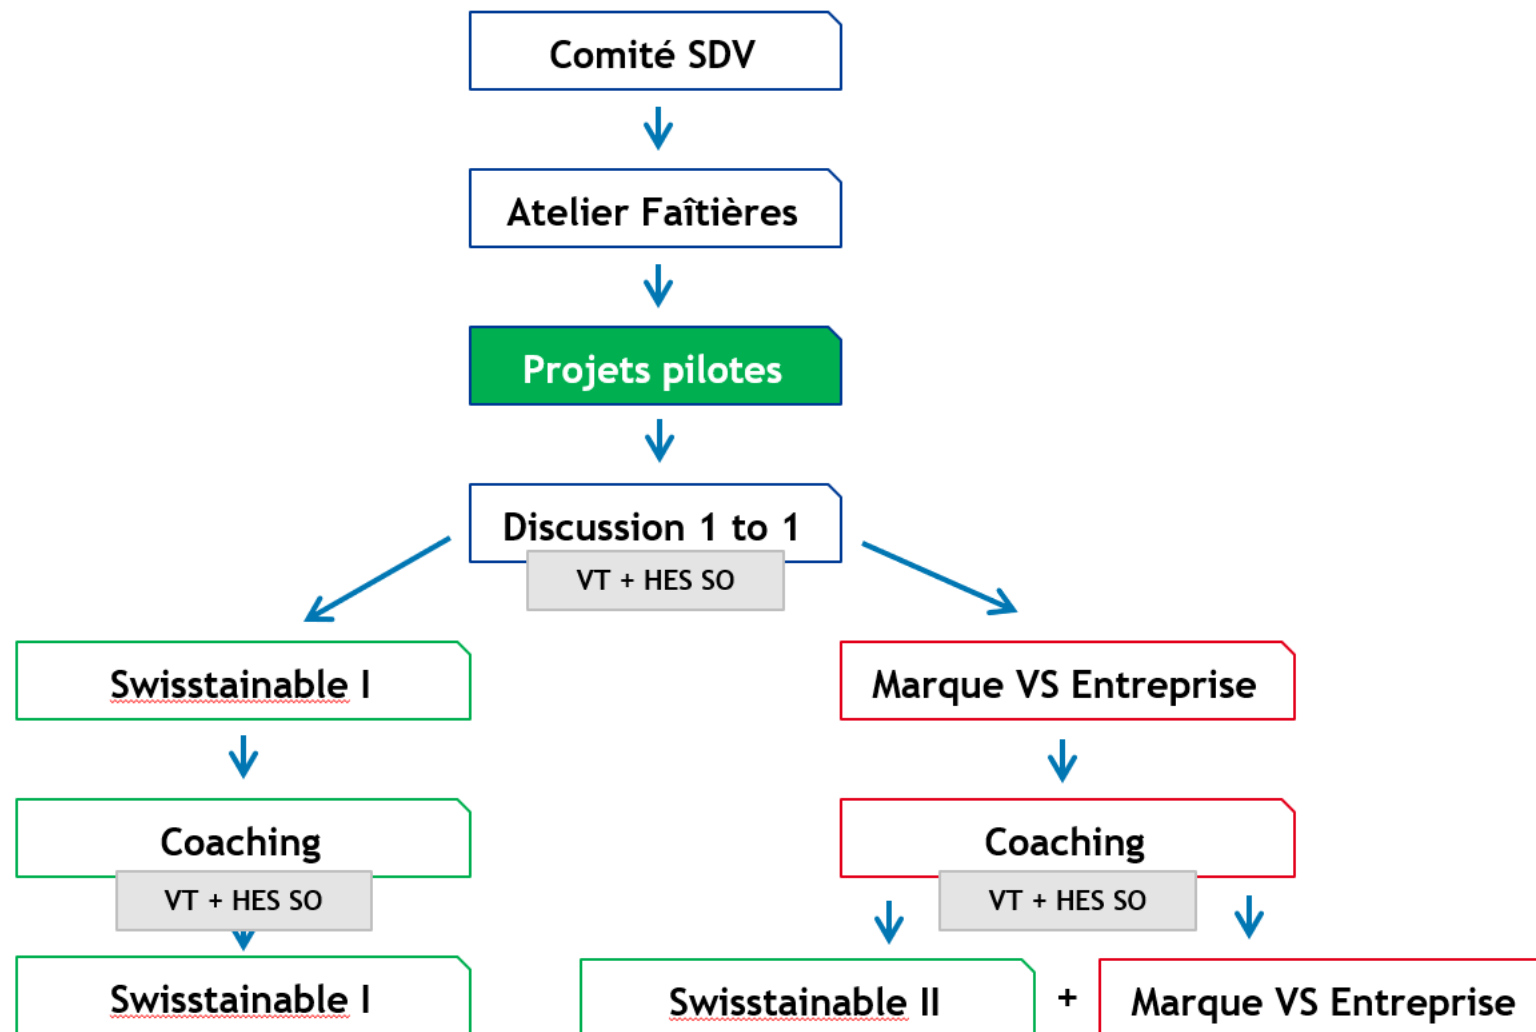 Comité SDV
Atelier Faîtières
Projets pilotes
Discussion 1 to 1
VT + HES SO
Swisstainable I
Marque VS Entreprise
Coaching
Coaching
VT + HES SO
VT + HES SO
Swisstainable I
Swisstainable II
+
Marque VS Entreprise